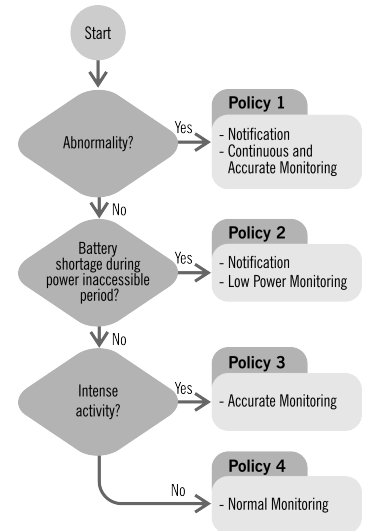 Start
Policy 1
Abnormality?
Yes
- Notification
- Continuous and
Accurate Monitoring
No
Policy 2
Battery
shortage during
power inaccessible
period?
Yes
- Notification
- Low Power Monitoring
No
Policy 3
Intense
activity?
Yes
- Accurate Monitoring
Policy 4
No
- Normal Monitoring